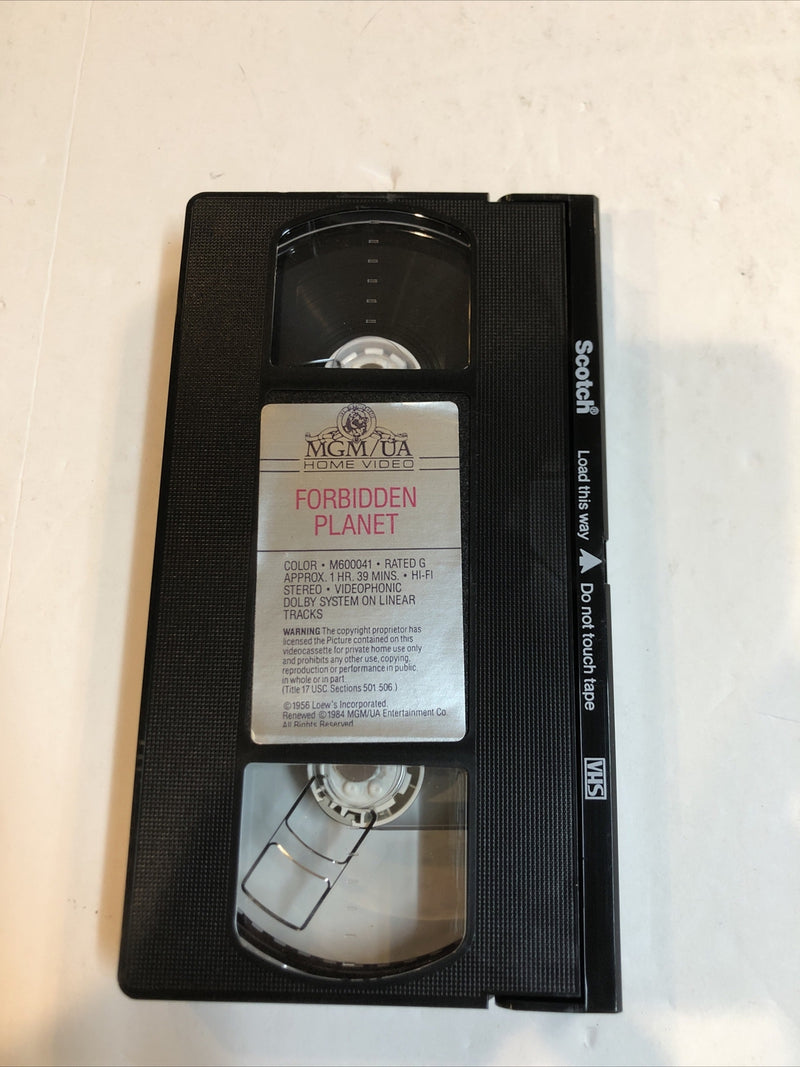 MGM/UA
HOME VIDEO
FORBIDDEN
PLANET
COLOR • M600041 • RATED G
APPROX. 1 HR. 39 MINS. • HI-FI
STEREO • VIDEOPHONIC
DOLBY SYSTEM ON LINEAR
TRACKS
WARNING The copyright proprietor has
licensed the Picture contained on this
videocassette for private home use only
and prohibits any other use, copying,
reproduction or performance in public,
in whole or in part.
(Title 17 USC Sections 501 506.)
©1956 Loew's Incorporated.
Renewed ©1984 MGM/UA Entertainment Co.
All Rights Reserved
Scotch® Load this way Do not touch tape VHS